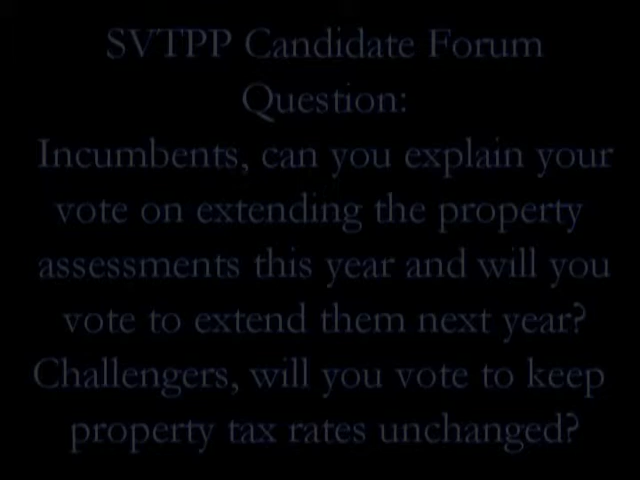 SVTPP Candidate Forum
Question:
Incumbents, can you explain your
vote on extending the property
assessments this year and will you
vote to extend them next year?
Challengers, will you vote to keep
property tax rates unchanged?